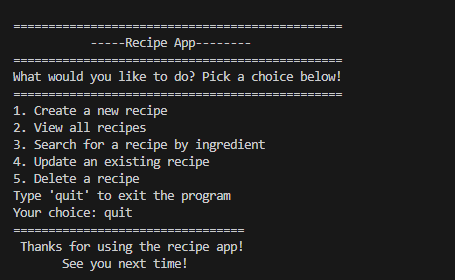 ===============================================
-----Recipe App--------
===============================================
What would you like to do? Pick a choice below!
===============================================
1. Create a new recipe
2. View all recipes
3. Search for a recipe by ingredient
4. Update an existing recipe
5. Delete a recipe
Type 'quit' to exit the program
Your choice: quit
=================================
Thanks for using the recipe app!
See you next time!